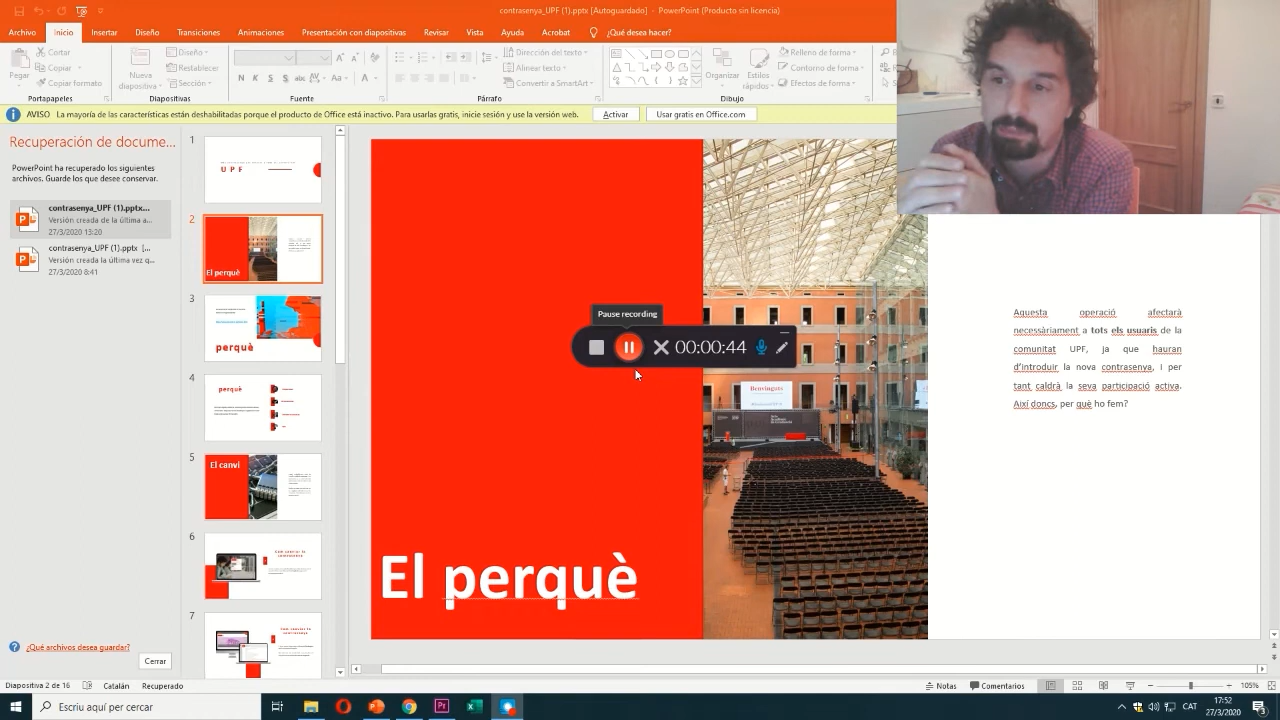 contrasenya_UPF (1).pptx [Autoguardado] - PowerPoint (Producto sin licencia)
Archivo Inicio Insertar Diseño Transiciones Animaciones Presentación con diapositivas Revisar Vista Ayuda Acrobat ¿Qué desea hacer?
Pegar
Cortar
Copiar
Copiar formato
Portapapeles
Nueva
diapositiva
Diseño
Restablecer
Sección
Diapositivas
N K S S abc AV Aa A
Fuente
Dirección del texto
Alinear texto
Convertir a SmartArt
Párrafo
Organizar
Estilos
rápidos
Relleno de forma
Contorno de forma
Efectos de forma
Dibujo
AVISO La mayoría de las características están deshabilitadas porque el producto de Office está inactivo. Para usarlas gratis, inicie sesión y use la versión web.
Activar
Usar gratis en Office.com
Recuperación de docume...
PowerPoint ha recuperado los siguientes
archivos. Guarde los que desee conservar.
contrasenya_UPF (1).pptx...
Versión creada de la última a...
27/3/2020 13:20
contrasenya_UPF (1).pptx [...
Versión creada la última vez q...
27/3/2020 8:41
¿Qué archivos desea guardar?
Cerrar
1
UPF
2
El perquè
3
perquè
4
perquè
5
El canvi
6
7
Pause recording
00:00:44
Benvinguts
El perquè
Aquesta operació afectarà
necessàriament a tots els usuaris de la
comunitat UPF, ja que hauran
d'introduir la nova contrasenya, i per
Així doncs, per què ho fem?
Diapositiva 2 de 16 Catalán Recuperado
Notas Comentarios 105%
Escriu aquí per cercar
CAT
17:52
27/3/2020